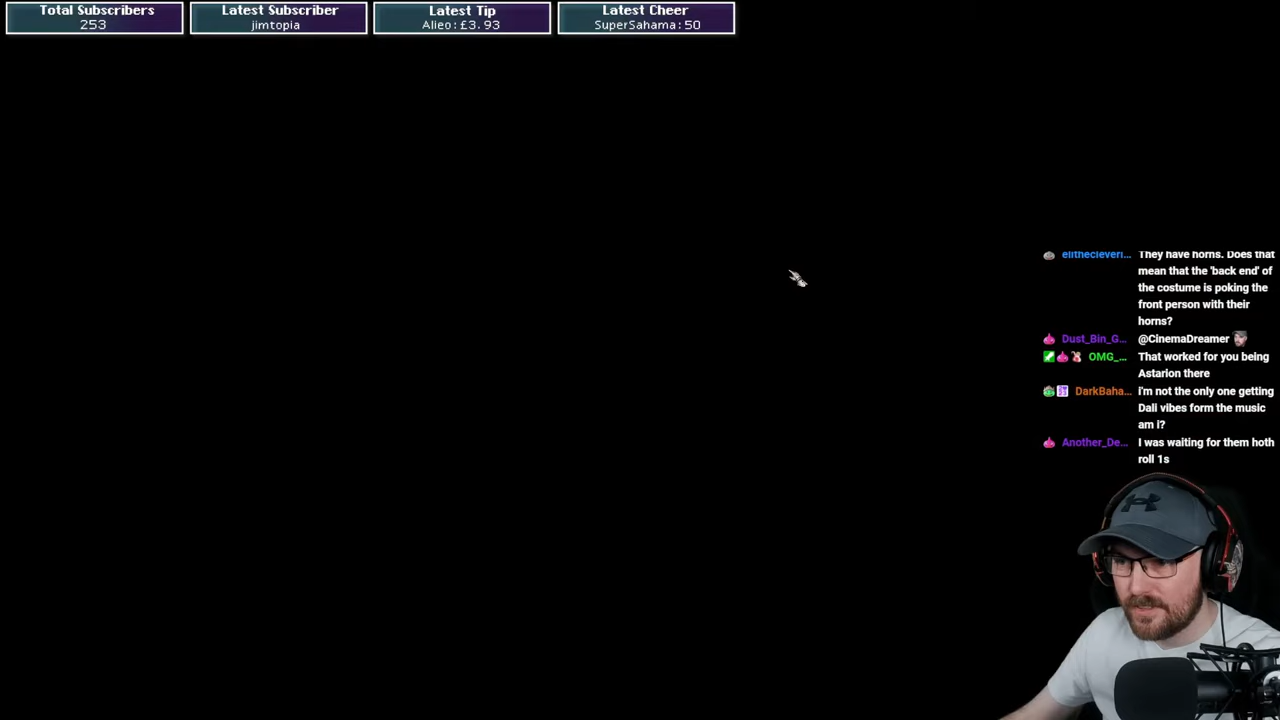 Total Subscribers
253
Latest Subscriber
jimtopia
Latest Tip
Alieo:£3.93
Latest Cheer
SuperSahama:50
elitheclever1… They have horns. Does that
mean that the 'back end' of
the costume is poking the
front person with their
horns?
Dust_Bin_G… @CinemaDreamer
OMG_… That worked for you being
Astarion there
DarkBaha… i'm not the only one getting
Dali vibes form the music
am i?
Another_De… I was waiting for them hoth
roll 1s